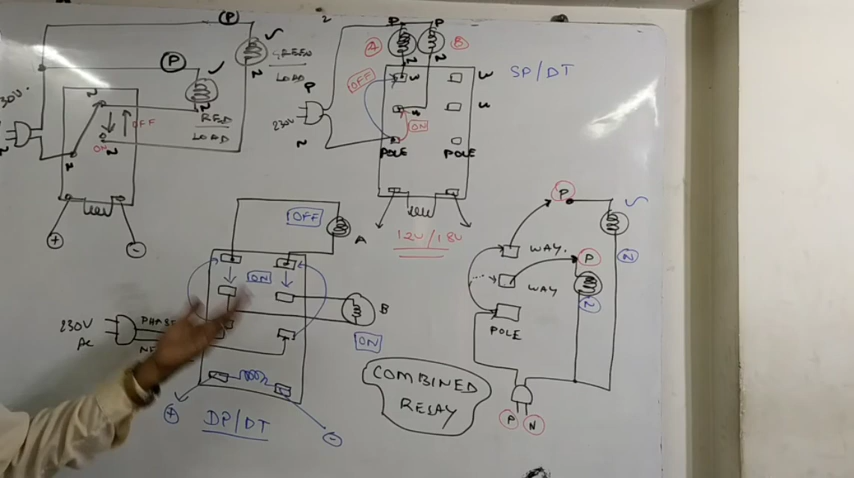 P
P
GREEN
LOAD
230V.
OFF
RED
LOAD
ON
N
N
P
P
A
B
OFF
W
W
W
SP/DT
P
230V
N
ON
POLE
POLE
12V/18V
OFF
A
ON
230V
AC
PHASE
B
ON
DP/DT
+
-
+
-
P
N
WAY.
P
WAY
N
POLE
COMBINED
RELAY
P
N